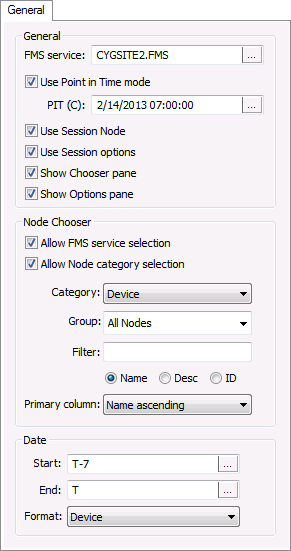 General
General
FMS service: CYGSITE2.FMS ...
Use Point in Time mode
PIT (C): 2/14/2013 07:00:00 ...
Use Session Node
Use Session options
Show Chooser pane
Show Options pane
Node Chooser
Allow FMS service selection
Allow Node category selection
Category: Device
Group: All Nodes
Filter:
Name Desc ID
Primary column: Name ascending
Date
Start: T-7 ...
End: T ...
Format: Device